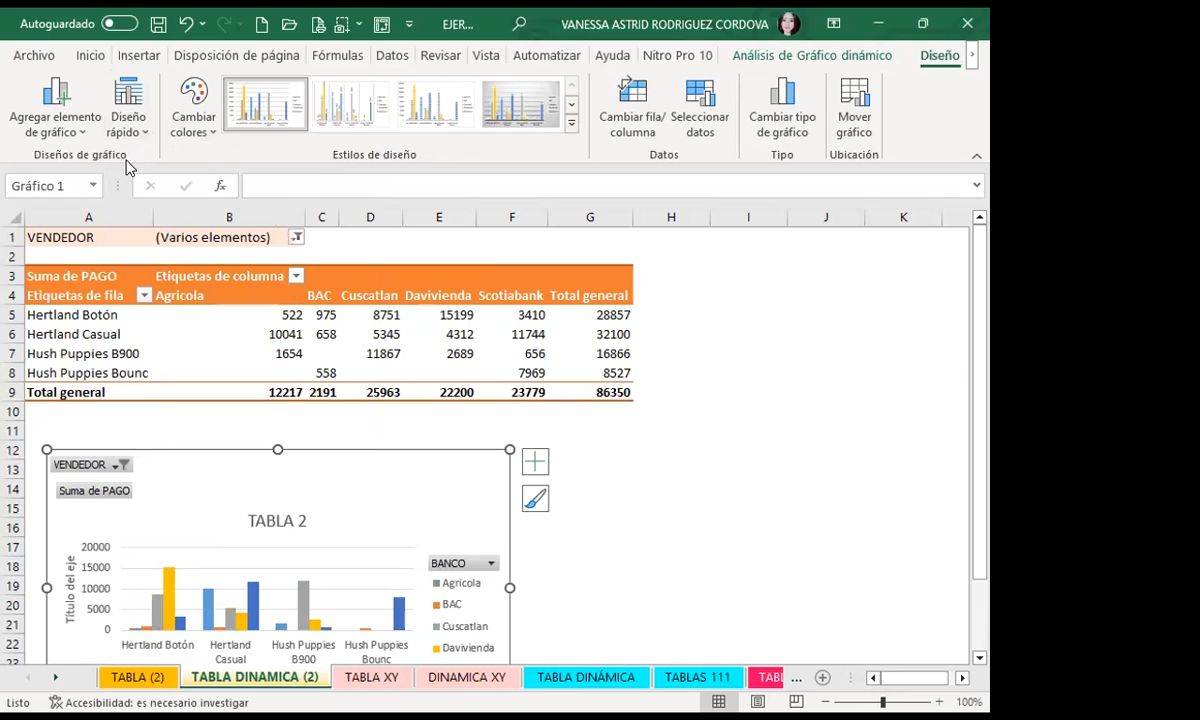 Autoguardado EJER... VANESSA ASTRID RODRIGUEZ CORDOVA
Archivo Inicio Insertar Disposición de página Fórmulas Datos Revisar Vista Automatizar Ayuda Nitro Pro 10 Análisis de Gráfico dinámico Diseño
Agregar elemento de gráfico
Diseño rápido
Cambiar colores
Cambiar fila/ columna
Seleccionar datos
Cambiar tipo de gráfico
Mover gráfico
Diseños de gráfico Estilos de diseño Datos Tipo Ubicación
Gráfico 1 fx
A B C D E F G H I J K
1 VENDEDOR (Varios elementos)
2
3 Suma de PAGO Etiquetas de columna
4 Etiquetas de fila Agricola BAC Cuscatlan Davivienda Scotiabank Total general
5 Hertland Botón 522 975 8751 15199 3410 28857
6 Hertland Casual 10041 658 5345 4312 11744 32100
7 Hush Puppies B900 1654 11867 2689 656 16866
8 Hush Puppies Bounc 558 7969 8527
9 Total general 12217 2191 25963 22200 23779 86350
10
11
12
13
14
15
16
17
18
19
20
21
22
23
VENDEDOR
Suma de PAGO
TABLA 2
Título del eje
20000
15000
10000
5000
0
Hertland Botón
Hertland Casual
Hush Puppies B900
Hush Puppies Bounc
BANCO
Agricola
BAC
Cuscatlan
Davivienda
TABLA (2) TABLA DINAMICA (2) TABLA XY DINAMICA XY TABLA DINÁMICA TABLAS 111 TABL ...
Listo Accesibilidad: es necesario investigar 100%